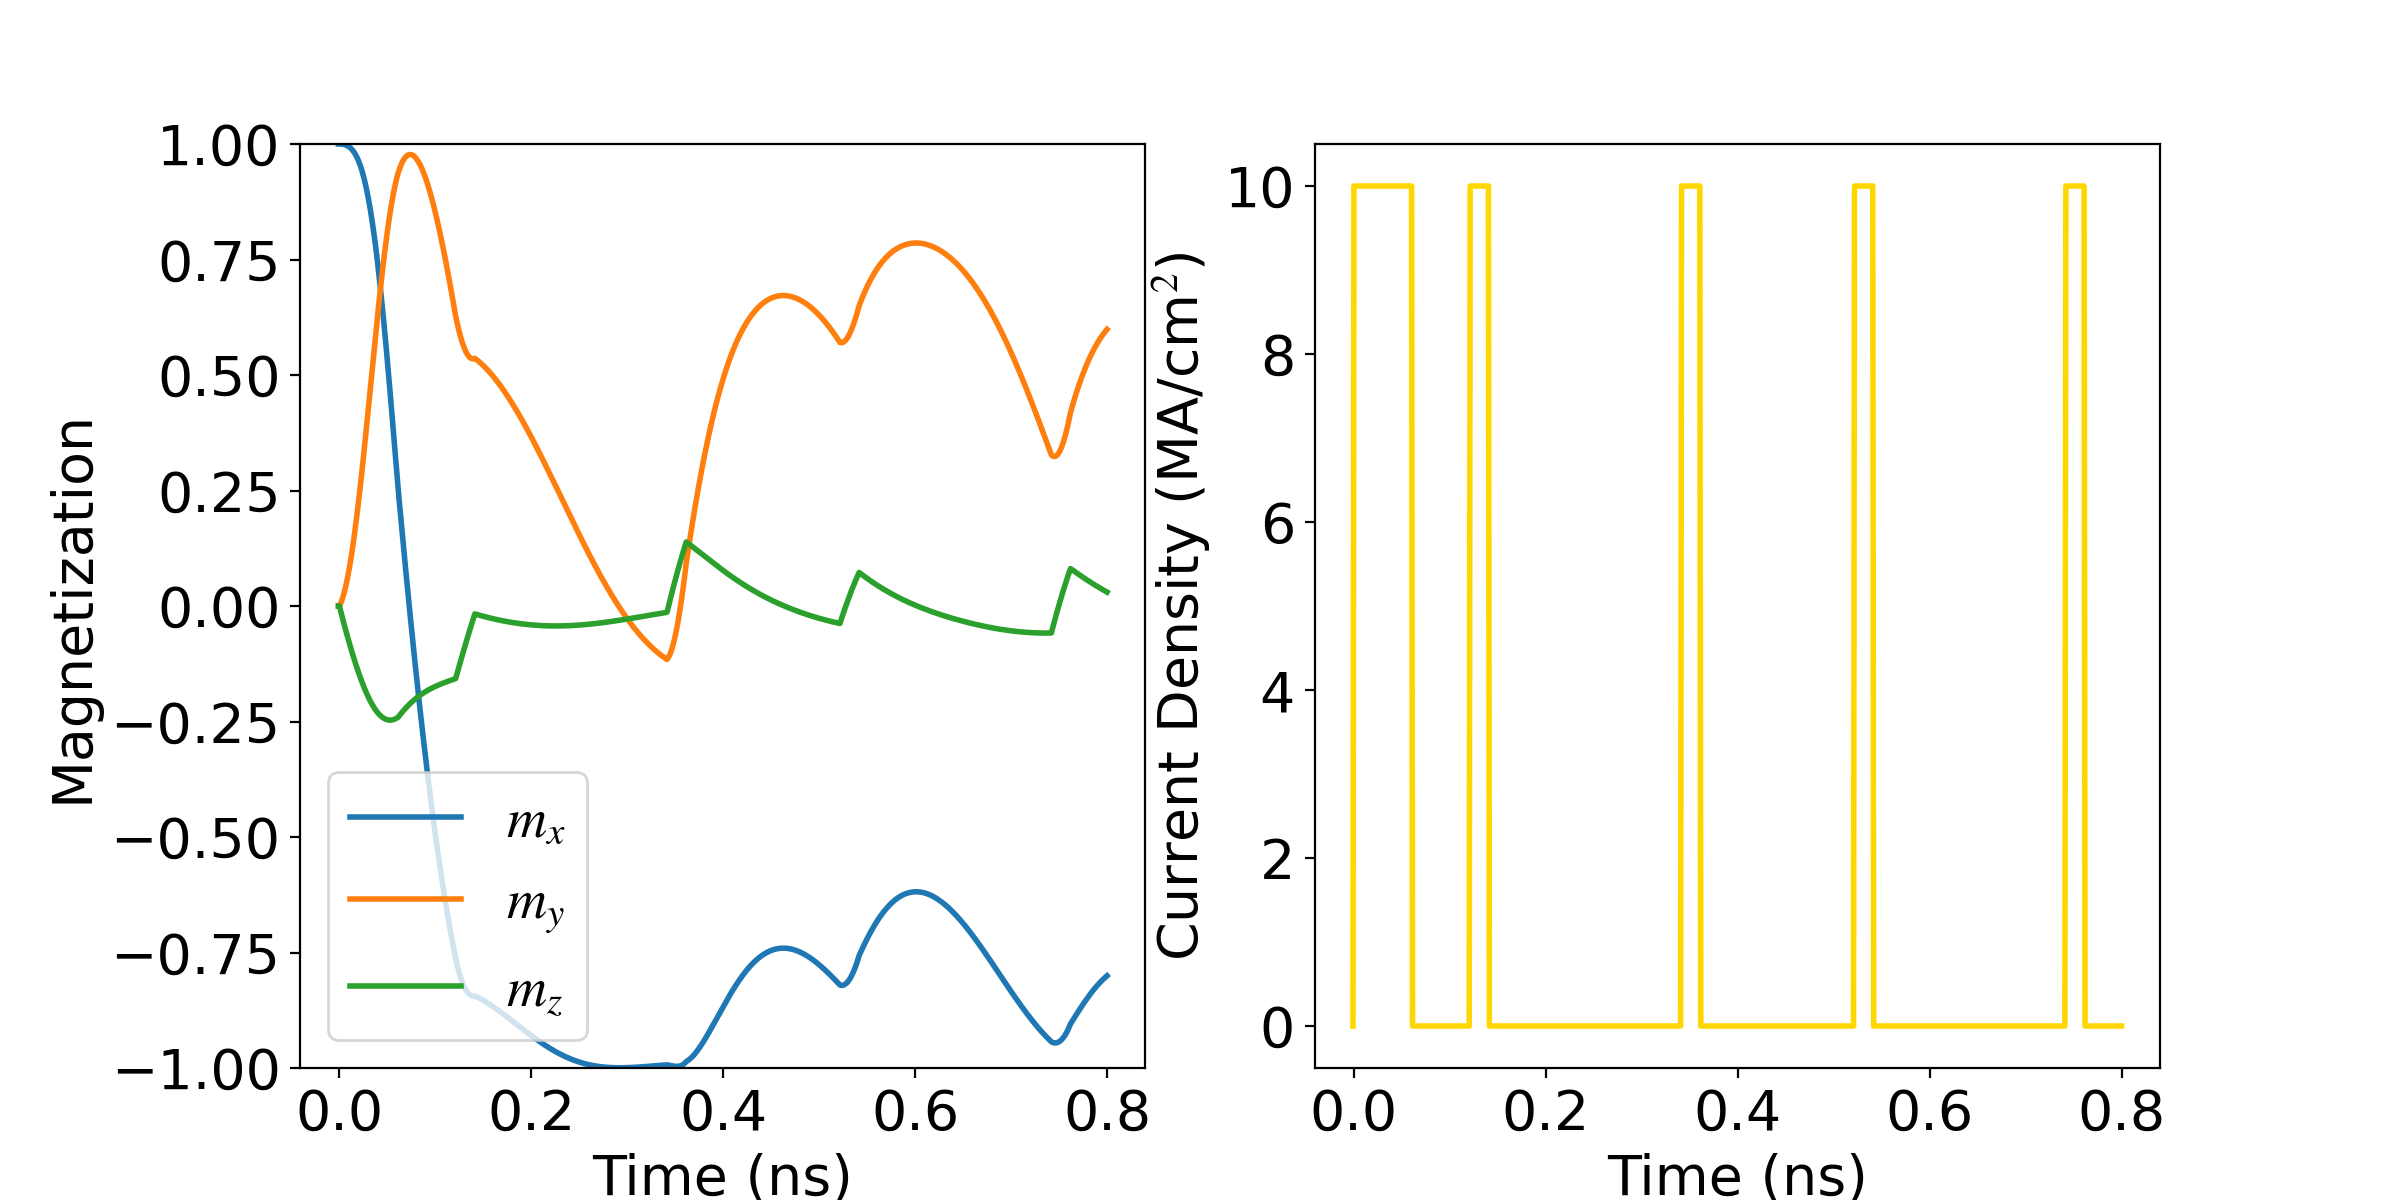 Magnetization
1.00
0.75
0.50
0.25
0.00
−0.25
−0.50
−0.75
−1.00
m_x
m_y
m_z
0.0 0.2 0.4 0.6 0.8
Time (ns)
Current Density (MA/cm²)
10
8
6
4
2
0
0.0 0.2 0.4 0.6 0.8
Time (ns)